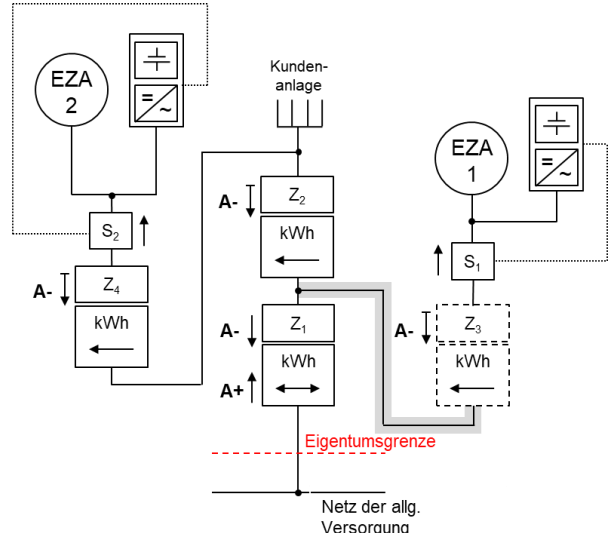 EZA
2
=
~
Kunden-
anlage
EZA
1
=
~
S₂
A-
Z₂
kWh
S₁
A-
Z₄
kWh
A-
Z₁
kWh
A+
A-
Z₃
kWh
Eigentumsgrenze
Netz der allg.
Versorgung